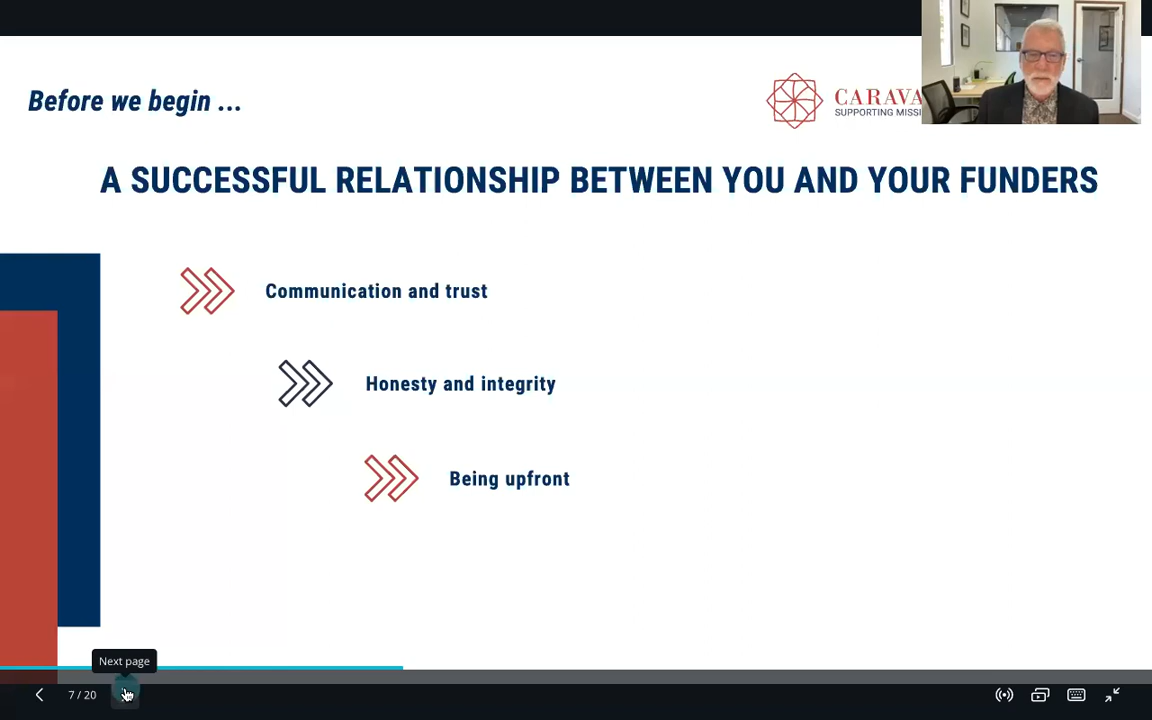 Before we begin ...
CARAVA
SUPPORTING MISSI
A SUCCESSFUL RELATIONSHIP BETWEEN YOU AND YOUR FUNDERS
Communication and trust
Honesty and integrity
Being upfront
Next page
7 / 20